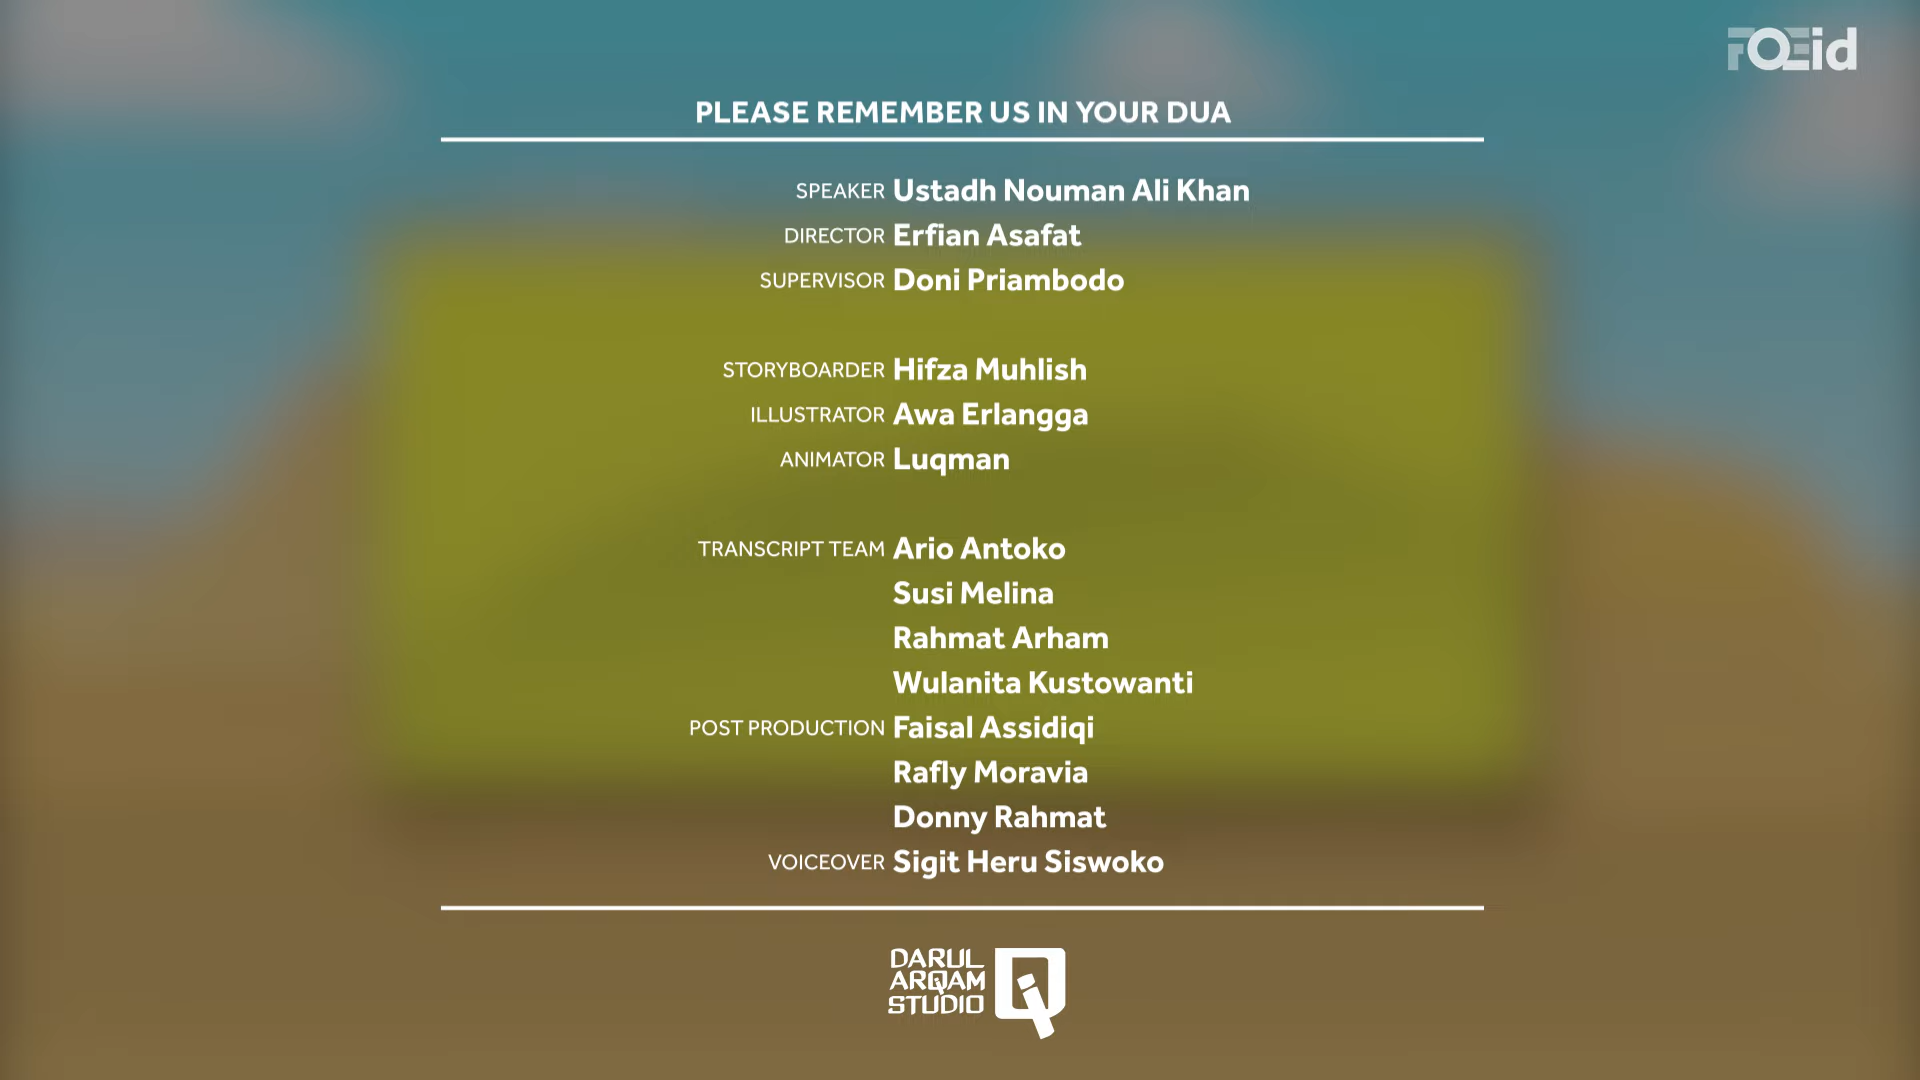 FQEid
PLEASE REMEMBER US IN YOUR DUA
SPEAKER Ustadh Nouman Ali Khan
DIRECTOR Erfian Asafat
SUPERVISOR Doni Priambodo
STORYBOARDER Hifza Muhlish
ILLUSTRATOR Awa Erlangga
ANIMATOR Luqman
TRANSCRIPT TEAM Ario Antoko
Susi Melina
Rahmat Arham
Wulanita Kustowanti
POST PRODUCTION Faisal Assidiqi
Rafly Moravia
Donny Rahmat
VOICEOVER Sigit Heru Siswoko
DARUL
ARQAM
STUDIO